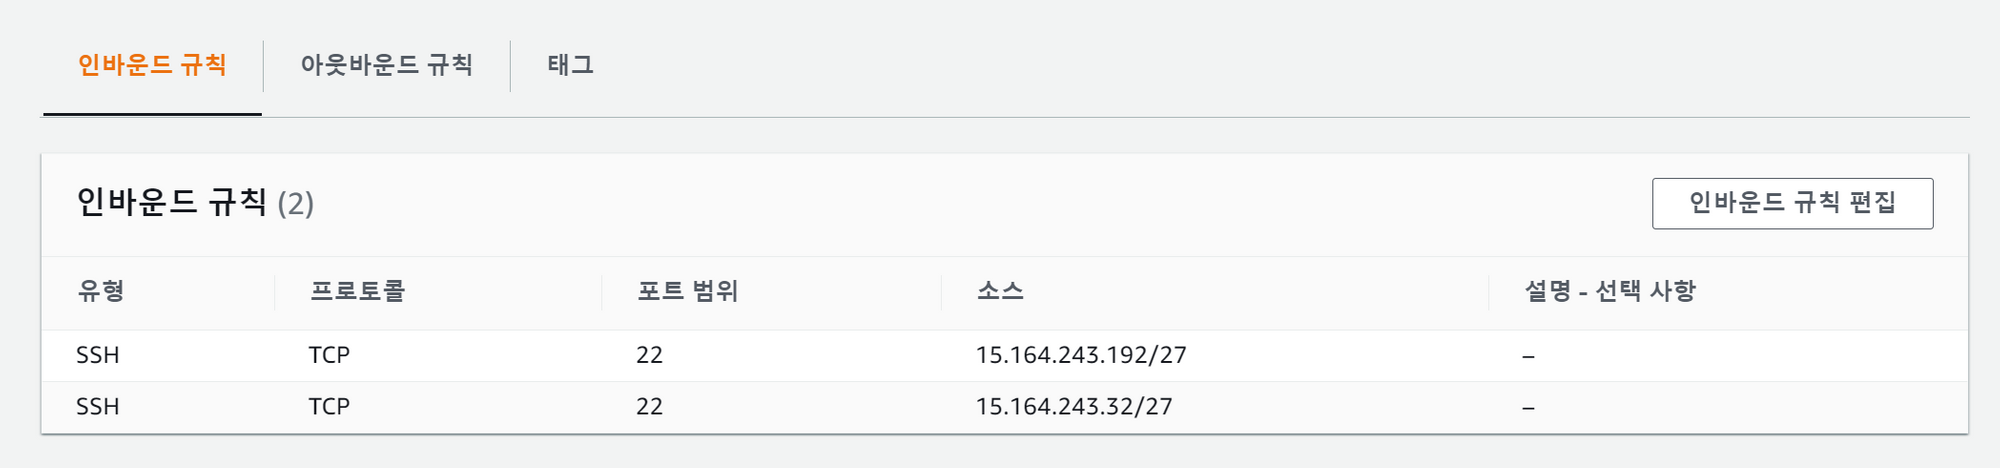 인바운드 규칙 아웃바운드 규칙 태그
인바운드 규칙 (2) 인바운드 규칙 편집
유형 프로토콜 포트 범위 소스 설명 - 선택 사항
SSH TCP 22 15.164.243.192/27 –
SSH TCP 22 15.164.243.32/27 –